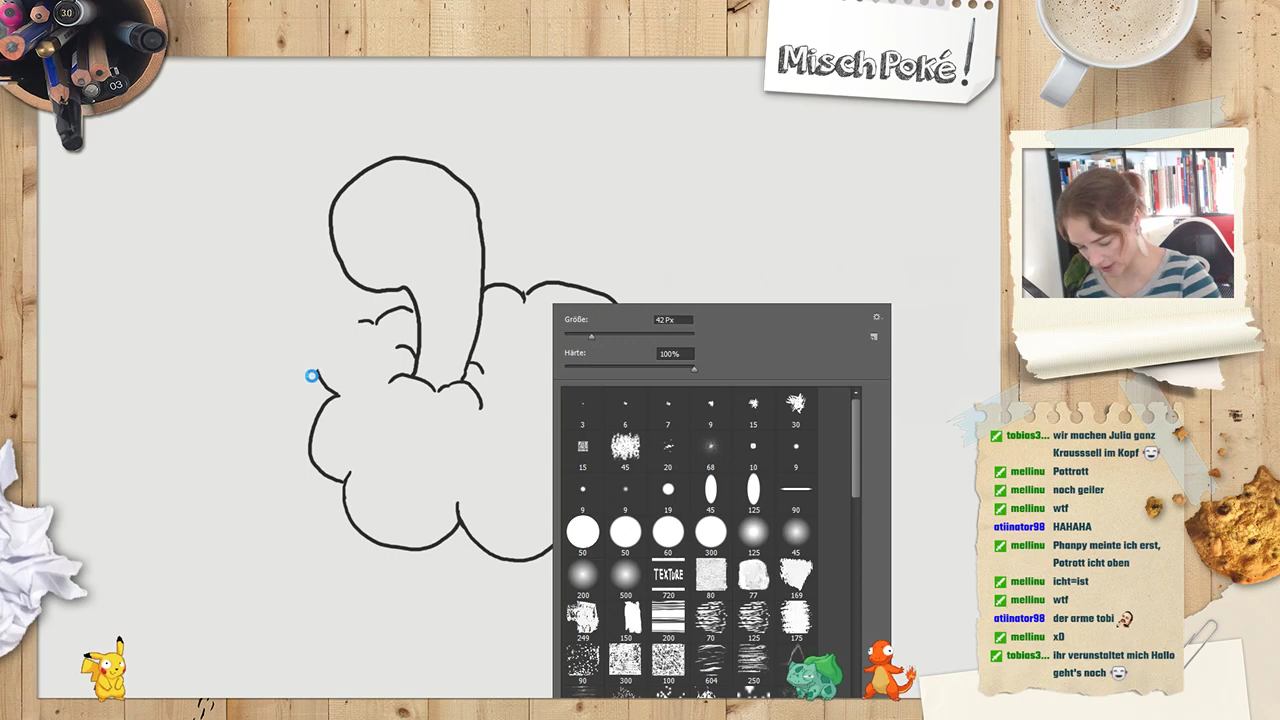 3.0
03
Misch Poké!
Größe:
42 Px
Härte:
100%
3 6 7 9 15 30
15 45 20 68 10 9
9 9 19 45 125 90
50 50 60 300 125 45
TEXTURE
200 500 720 80 77 169
249 150 200 70 125 175
90 300 100 604 250
tobias3... wir machen Julia ganz
Kraussssell im Kopf
mellinu Pottrott
mellinu noch geiler
mellinu wtf
atiinator98 HAHAHA
mellinu Phanpy meinte ich erst,
Potrott icht oben
mellinu icht=ist
mellinu wtf
atiinator98 der arme tobi
mellinu xD
tobias3... ihr verunstaltet mich Hallo
geht's noch